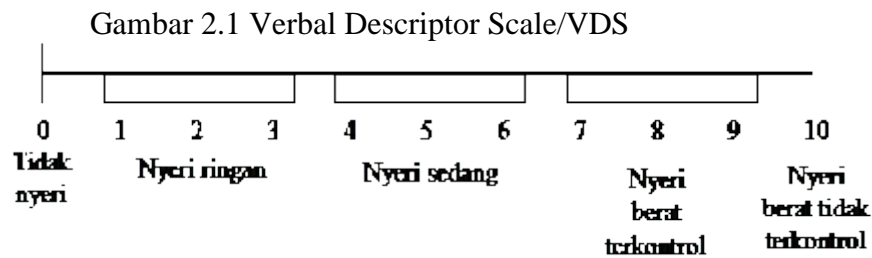 Gambar 2.1 Verbal Descriptor Scale/VDS
0 1 2 3 4 5 6 7 8 9 10
Tidak nyeri
Nyeri ringan
Nyeri sedang
Nyeri
berat
terkontrol
Nyeri
berat tidak
terkontrol